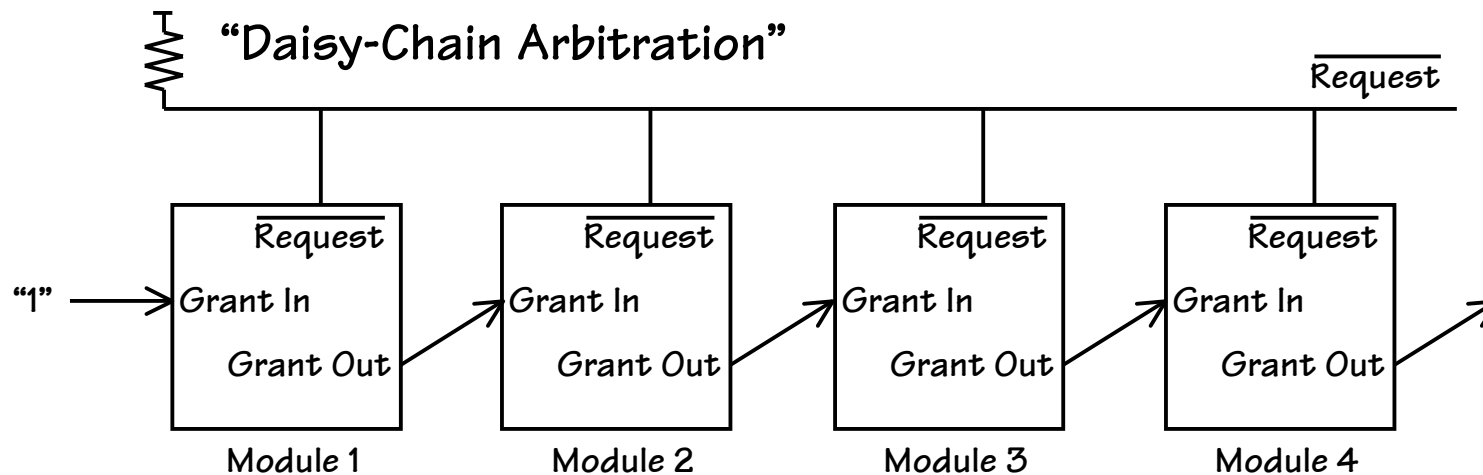 “Daisy-Chain Arbitration”
Request
Request
Request
Request
Request
“1”
Grant In
Grant In
Grant In
Grant In
Grant Out
Grant Out
Grant Out
Grant Out
Module 1
Module 2
Module 3
Module 4